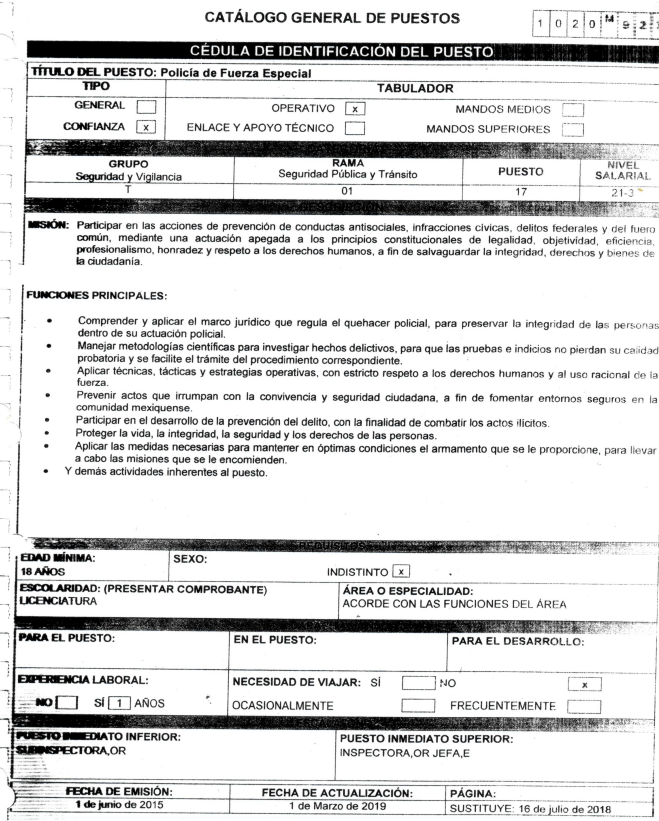 CATÁLOGO GENERAL DE PUESTOS
1 0 2 0 M 9 2
CÉDULA DE IDENTIFICACIÓN DEL PUESTO
TÍTULO DEL PUESTO: Policía de Fuerza Especial
TIPO TABULADOR
GENERAL OPERATIVO x MANDOS MEDIOS
CONFIANZA x ENLACE Y APOYO TÉCNICO MANDOS SUPERIORES
GRUPO RAMA PUESTO NIVEL
Seguridad y Vigilancia Seguridad Pública y Tránsito SALARIAL
T 01 17 21-3
MISIÓN: Participar en las acciones de prevención de conductas antisociales, infracciones cívicas, delitos federales y del fuero
común, mediante una actuación apegada a los principios constitucionales de legalidad, objetividad, eficiencia,
profesionalismo, honradez y respeto a los derechos humanos, a fin de salvaguardar la integridad, derechos y bienes de
la ciudadanía.
FUNCIONES PRINCIPALES:
• Comprender y aplicar el marco jurídico que regula el quehacer policial, para preservar la integridad de las personas
dentro de su actuación policial.
• Manejar metodologías científicas para investigar hechos delictivos, para que las pruebas e indicios no pierdan su calidad
probatoria y se facilite el trámite del procedimiento correspondiente.
• Aplicar técnicas, tácticas y estrategias operativas, con estricto respeto a los derechos humanos y al uso racional de la
fuerza.
• Prevenir actos que irrumpan con la convivencia y seguridad ciudadana, a fin de fomentar entornos seguros en la
comunidad mexiquense.
• Participar en el desarrollo de la prevención del delito, con la finalidad de combatir los actos ilícitos.
• Proteger la vida, la integridad, la seguridad y los derechos de las personas.
• Aplicar las medidas necesarias para mantener en óptimas condiciones el armamento que se le proporcione, para llevar
a cabo las misiones que se le encomienden.
• Y demás actividades inherentes al puesto.
REQUISITOS
EDAD MÍNIMA: SEXO:
18 AÑOS INDISTINTO x
ESCOLARIDAD: (PRESENTAR COMPROBANTE) ÁREA O ESPECIALIDAD:
LICENCIATURA ACORDE CON LAS FUNCIONES DEL ÁREA
PARA EL PUESTO: EN EL PUESTO: PARA EL DESARROLLO:
EXPERIENCIA LABORAL: NECESIDAD DE VIAJAR: SÍ NO x
NO SÍ 1 AÑOS OCASIONALMENTE FRECUENTEMENTE
PUESTO INMEDIATO INFERIOR: PUESTO INMEDIATO SUPERIOR:
SUBINSPECTORA,OR INSPECTORA,OR JEFA,E
FECHA DE EMISIÓN: FECHA DE ACTUALIZACIÓN: PÁGINA:
1 de junio de 2015 1 de Marzo de 2019 SUSTITUYE: 16 de julio de 2018